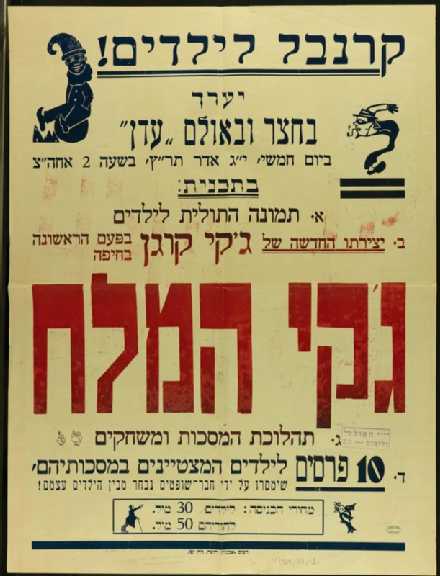 קרנבל לילדים!
יערך
בחצר ובאולם „עדן”
ביום חמשי, י״ג אדר תר״ץ, בשעה 2 אחה״צ
בתכנית:
א. תמונה התולית לילדים
ב. יצירתו החדשה של ג׳קי קוגן בפעם הראשונה בחיפה
ג׳קי המלח
ג. תהלוכת המסכות ומשחקים
ד. 10 פרסים לילדים המצטיינים במסכותיהם,
שימסרו על ידי חבר־שופטים נבחר מבין הילדים עצמם!
מחירי הכניסה: לילדים 30 מיל.
להוריהם 50 מיל.